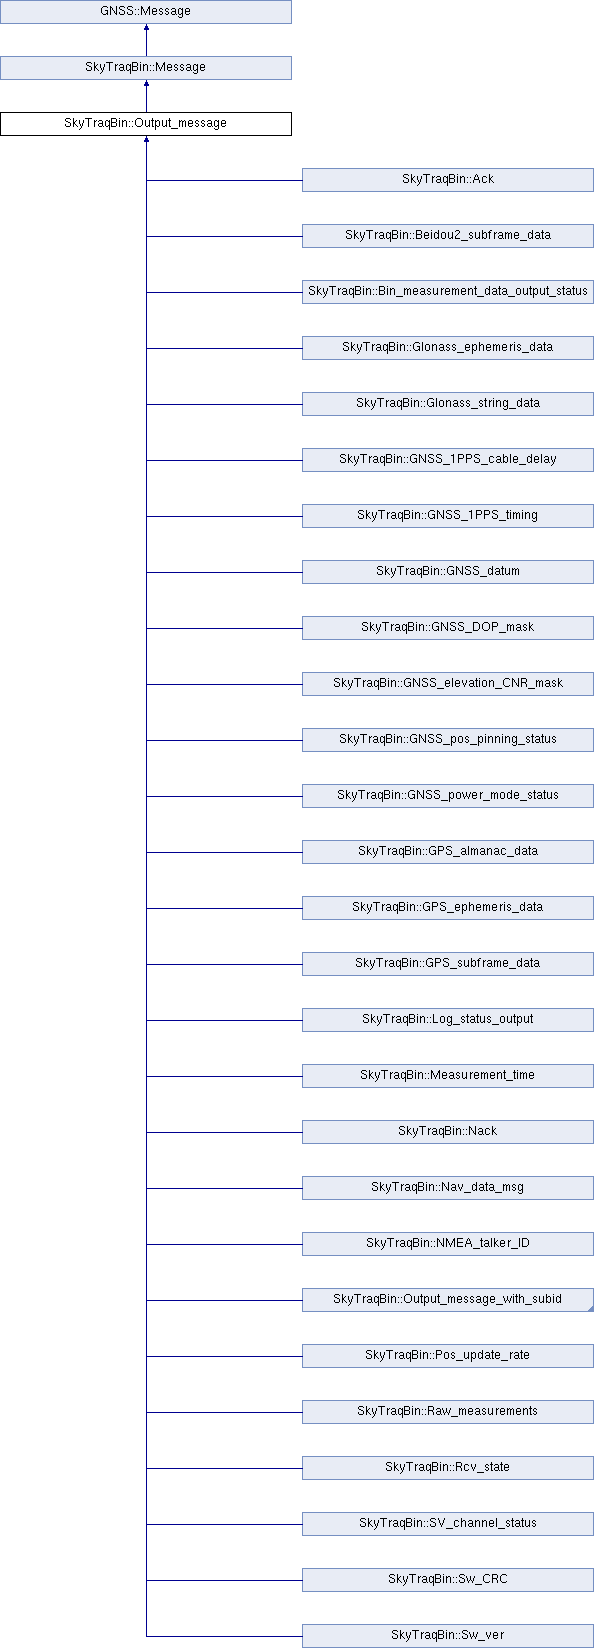 GNSS::Message
SkyTraqBin::Message
SkyTraqBin::Output_message
SkyTraqBin::Ack
SkyTraqBin::Beidou2_subframe_data
SkyTraqBin::Bin_measurement_data_output_status
SkyTraqBin::Glonass_ephemeris_data
SkyTraqBin::Glonass_string_data
SkyTraqBin::GNSS_1PPS_cable_delay
SkyTraqBin::GNSS_1PPS_timing
SkyTraqBin::GNSS_datum
SkyTraqBin::GNSS_DOP_mask
SkyTraqBin::GNSS_elevation_CNR_mask
SkyTraqBin::GNSS_pos_pinning_status
SkyTraqBin::GNSS_power_mode_status
SkyTraqBin::GPS_almanac_data
SkyTraqBin::GPS_ephemeris_data
SkyTraqBin::GPS_subframe_data
SkyTraqBin::Log_status_output
SkyTraqBin::Measurement_time
SkyTraqBin::Nack
SkyTraqBin::Nav_data_msg
SkyTraqBin::NMEA_talker_ID
SkyTraqBin::Output_message_with_subid
SkyTraqBin::Pos_update_rate
SkyTraqBin::Raw_measurements
SkyTraqBin::Rcv_state
SkyTraqBin::SV_channel_status
SkyTraqBin::Sw_CRC
SkyTraqBin::Sw_ver